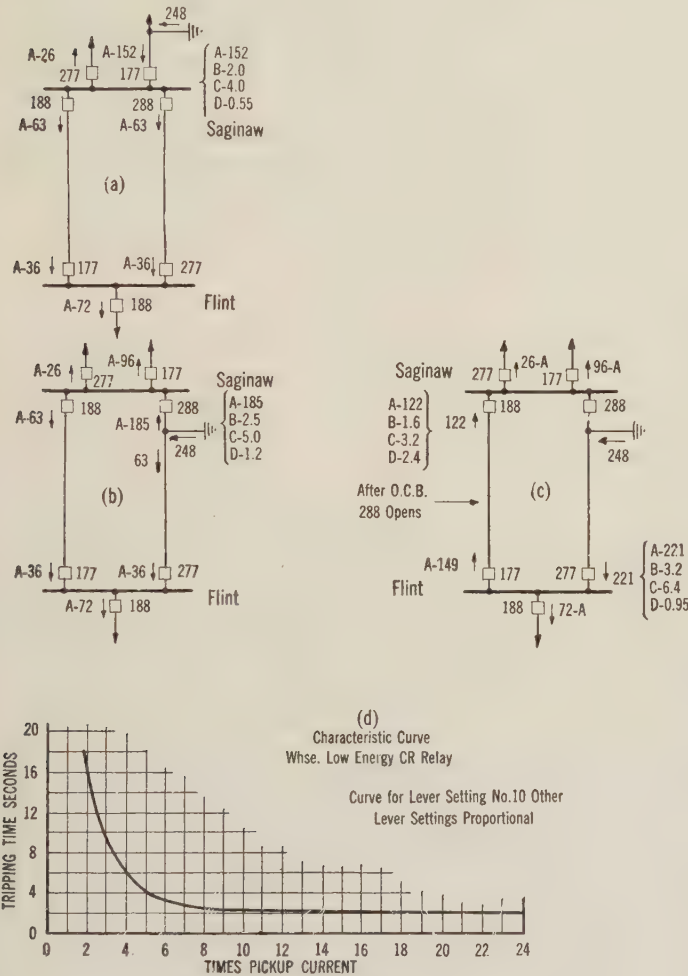 248
A-26
A-152
277
177
A-152
B-2.0
C-4.0
D-0.55
188
288
Saginaw
A-63
A-63
(a)
A-36
177
A-36
277
A-72
188
Flint
A-26
A-96
277
177
Saginaw
A-63
188
288
A-185
A-185
B-2.5
C-5.0
D-1.2
248
63
(b)
A-36
177
A-36
277
A-72
188
Flint
Saginaw
277
26-A
177
96-A
A-122
B-1.6
C-3.2
D-2.4
122
188
288
248
After O.C.B.
288 Opens
(c)
A-149
Flint
177
277
221
A-221
B-3.2
C-6.4
D-0.95
188
72-A
(d)
Characteristic Curve
Whse. Low Energy CR Relay
Curve for Lever Setting No.10 Other
Lever Settings Proportional
TRIPPING TIME SECONDS
20
16
12
8
4
0
0 2 4 6 8 10 12 14 16 18 20 22 24
TIMES PICKUP CURRENT